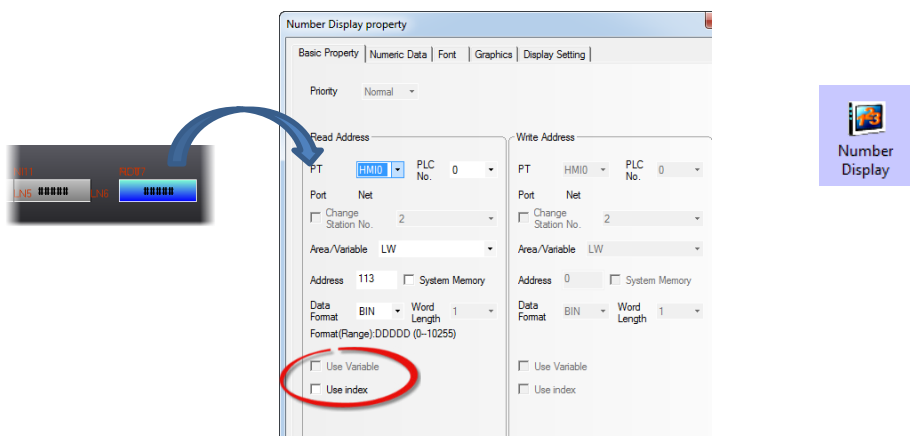 Number Display property
Basic Property Numeric Data Font Graphics Display Setting
Priority Normal
Read Address
PT HMI0 PLC No. 0
Port Net
Change Station No. 2
Area/Variable LW
Address 113 System Memory
Data Format BIN Word Length 1
Format(Range):DDDDD (0--10255)
Use Variable
Use index
Write Address
PT HMI0 PLC No. 0
Port Net
Change Station No. 2
Area/Variable LW
Address 0 System Memory
Data Format BIN Word Length 1
Use Variable
Use index
LN5 ##### LN6 #####
Number
Display